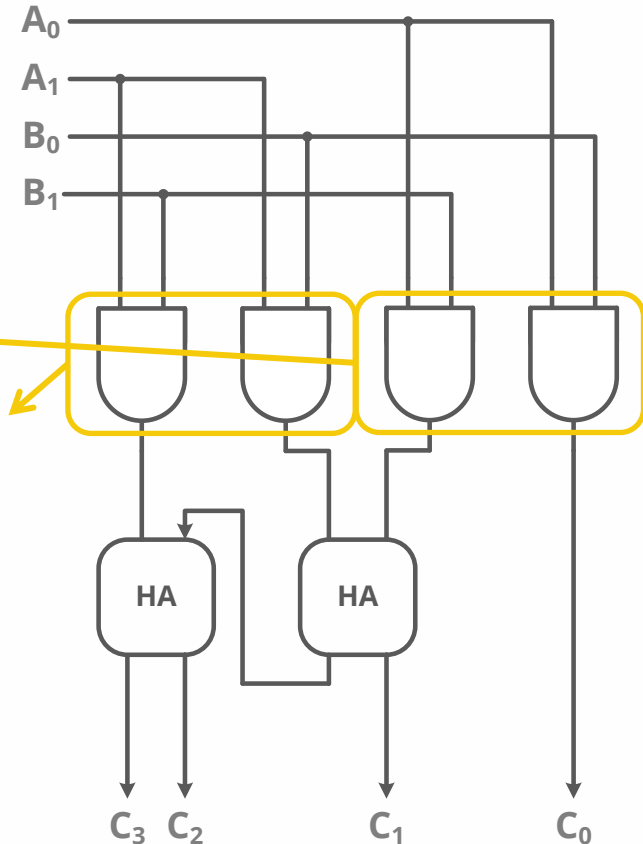 A₀
A₁
B₀
B₁
HA HA
C₃ C₂ C₁ C₀